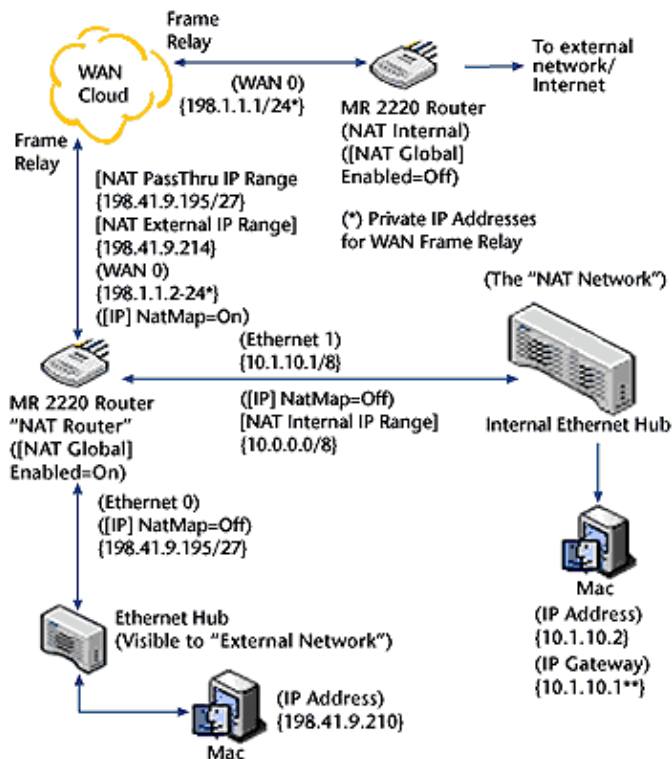 Frame
Relay
WAN
Cloud
(WAN 0)
{198.1.1.1/24*}
To external
network/
Internet
MR 2220 Router
(NAT Internal)
([NAT Global]
Enabled=Off)
Frame
Relay
[NAT PassThru IP Range
{198.41.9.195/27}
[NAT External IP Range]
{198.41.9.214}
(WAN 0)
{198.1.1.2-24*}
([IP] NatMap=On)
(*) Private IP Addresses
for WAN Frame Relay
(The “NAT Network”)
(Ethernet 1)
{10.1.10.1/8}
([IP] NatMap=Off)
[NAT Internal IP Range]
{10.0.0.0/8}
MR 2220 Router
“NAT Router”
([NAT Global]
Enabled=On)
Internal Ethernet Hub
(Ethernet 0)
([IP] NatMap=Off)
{198.41.9.195/27}
Mac
(IP Address)
{10.1.10.2}
(IP Gateway)
{10.1.10.1**}
Ethernet Hub
(Visible to “External Network”)
(IP Address)
{198.41.9.210}
Mac